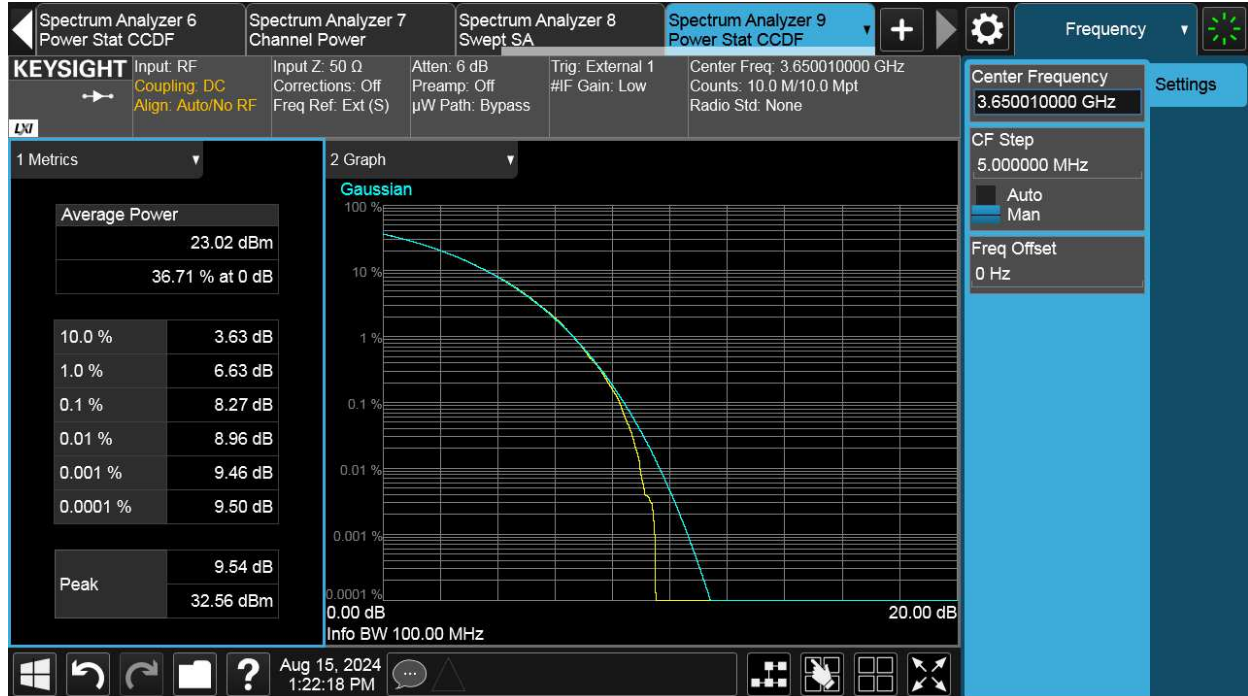 Spectrum Analyzer 6
Power Stat CCDF
Spectrum Analyzer 7
Channel Power
Spectrum Analyzer 8
Swept SA
Spectrum Analyzer 9
Power Stat CCDF
Frequency
KEYSIGHT
LXI
Input: RF
Coupling: DC
Align: Auto/No RF
Input Z: 50 Ω
Corrections: Off
Freq Ref: Ext (S)
Atten: 6 dB
Preamp: Off
µW Path: Bypass
Trig: External 1
#IF Gain: Low
Center Freq: 3.650010000 GHz
Counts: 10.0 M/10.0 Mpt
Radio Std: None
Center Frequency
3.650010000 GHz
Settings
CF Step
5.000000 MHz
Auto
Man
Freq Offset
0 Hz
1 Metrics
Average Power
23.02 dBm
36.71 % at 0 dB
10.0 % 3.63 dB
1.0 % 6.63 dB
0.1 % 8.27 dB
0.01 % 8.96 dB
0.001 % 9.46 dB
0.0001 % 9.50 dB
Peak
9.54 dB
32.56 dBm
2 Graph
Gaussian
100 %
10 %
1 %
0.1 %
0.01 %
0.001 %
0.0001 %
0.00 dB 20.00 dB
Info BW 100.00 MHz
?
Aug 15, 2024
1:22:18 PM